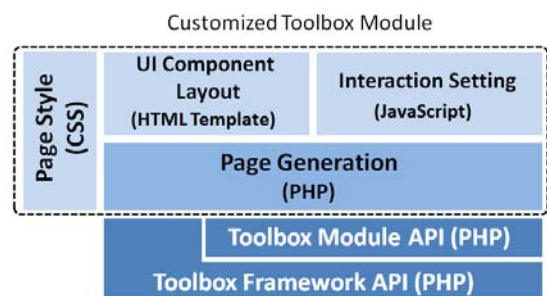 Customized Toolbox Module
Page Style
(CSS)
UI Component
Layout
(HTML Template)
Interaction Setting
(JavaScript)
Page Generation
(PHP)
Toolbox Module API (PHP)
Toolbox Framework API (PHP)